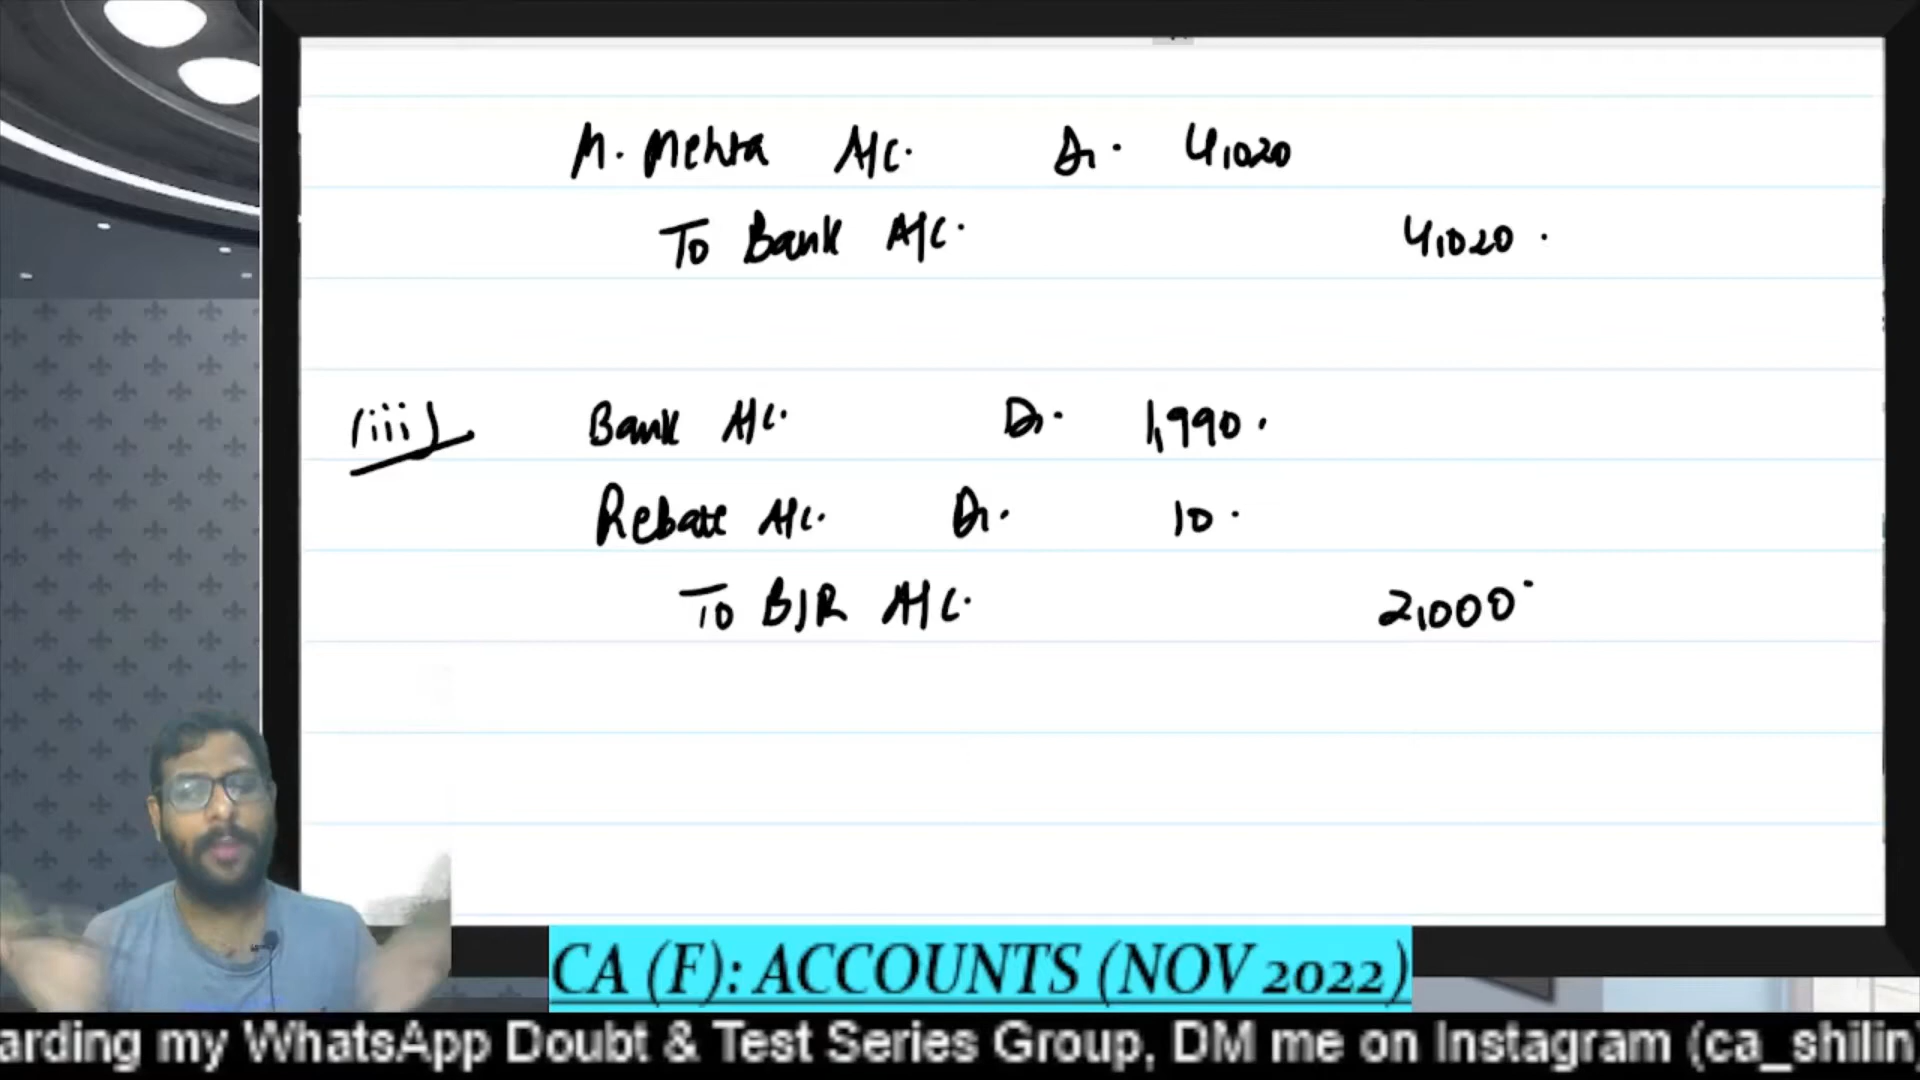 M. Mehta A/C. Dr. 4,020
To Bank A/C. 4,020.
(iii) Bank A/C. Dr. 1,990.
Rebate A/C. Dr. 10.
To B/R A/C. 2,000
CA (F): ACCOUNTS (NOV 2022)
arding my WhatsApp Doubt & Test Series Group, DM me on Instagram (ca_shilin)